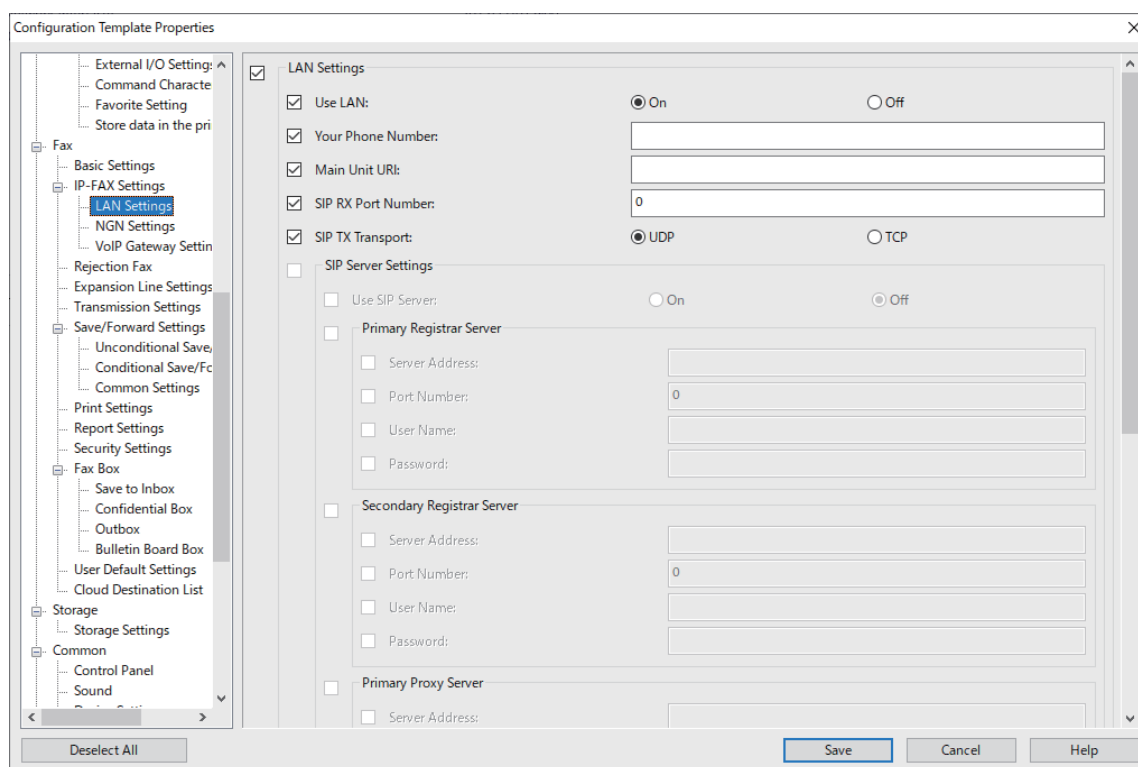 Configuration Template Properties
External I/O Setting
Command Characte
Favorite Setting
Store data in the pri
Fax
Basic Settings
IP-FAX Settings
LAN Settings
NGN Settings
VoIP Gateway Settin
Rejection Fax
Expansion Line Settings
Transmission Settings
Save/Forward Settings
Unconditional Save/
Conditional Save/Fo
Common Settings
Print Settings
Report Settings
Security Settings
Fax Box
Save to Inbox
Confidential Box
Outbox
Bulletin Board Box
User Default Settings
Cloud Destination List
Storage
Storage Settings
Common
Control Panel
Sound
LAN Settings
Use LAN: On Off
Your Phone Number:
Main Unit URI:
SIP RX Port Number: 0
SIP TX Transport: UDP TCP
SIP Server Settings
Use SIP Server: On Off
Primary Registrar Server
Server Address:
Port Number: 0
User Name:
Password:
Secondary Registrar Server
Server Address:
Port Number: 0
User Name:
Password:
Primary Proxy Server
Server Address:
Deselect All Save Cancel Help